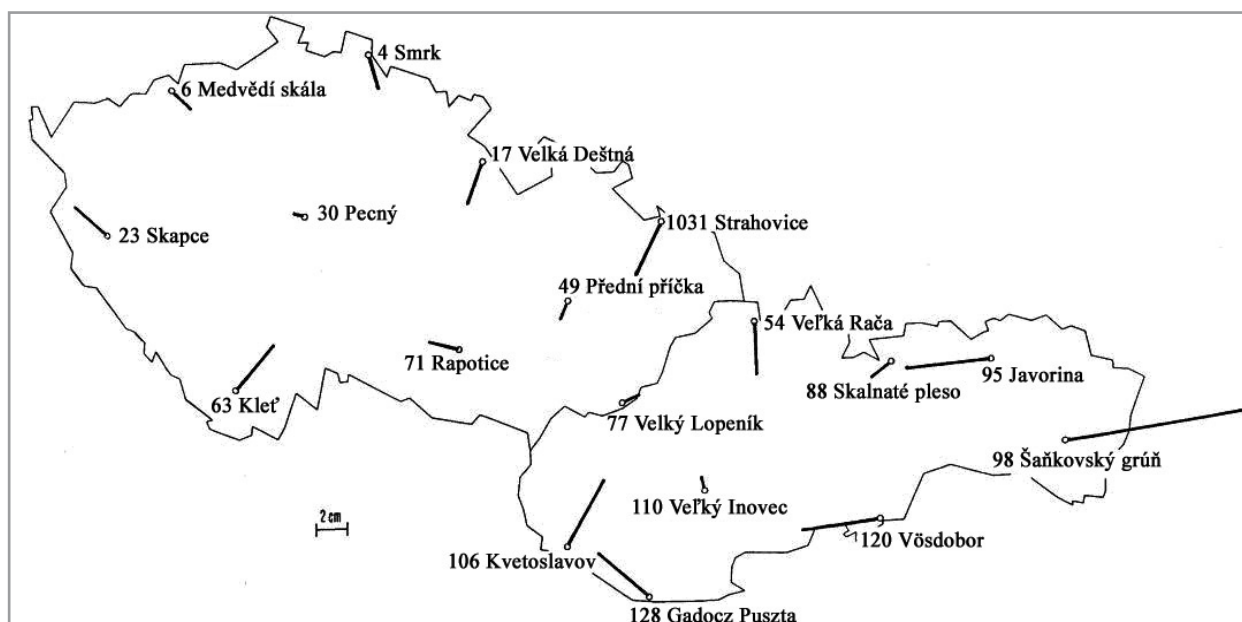 4 Smrk
6 Medvědí skála
17 Velká Deštná
30 Pecný
1031 Strahovice
23 Skapce
49 Přední příčka
54 Veľká Rača
71 Rapotice
88 Skalnaté pleso
95 Javorina
63 Kleť
77 Velký Lopeník
98 Šaňkovský grúň
110 Veľký Inovec
2 cm
120 Vösdobor
106 Kvetoslavov
128 Gadocz Puszta